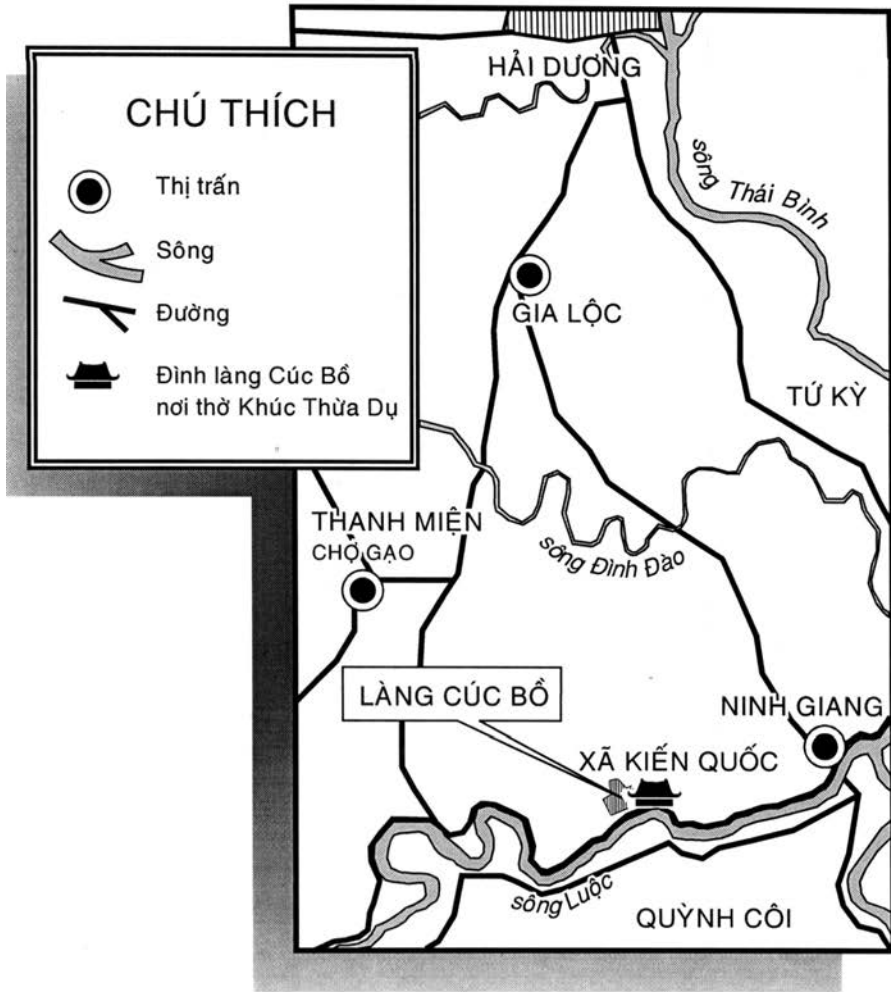 CHÚ THÍCH
Thị trấn
Sông
Đường
Đình làng Cúc Bồ
nơi thờ Khúc Thừa Dụ
HẢI DƯƠNG
sông Thái Bình
GIA LỘC
TỨ KỲ
THANH MIỆN
CHỢ GẠO
sông Đình Đào
LÀNG CÚC BỒ
NINH GIANG
XÃ KIẾN QUỐC
sông Luộc
QUỲNH CÔI